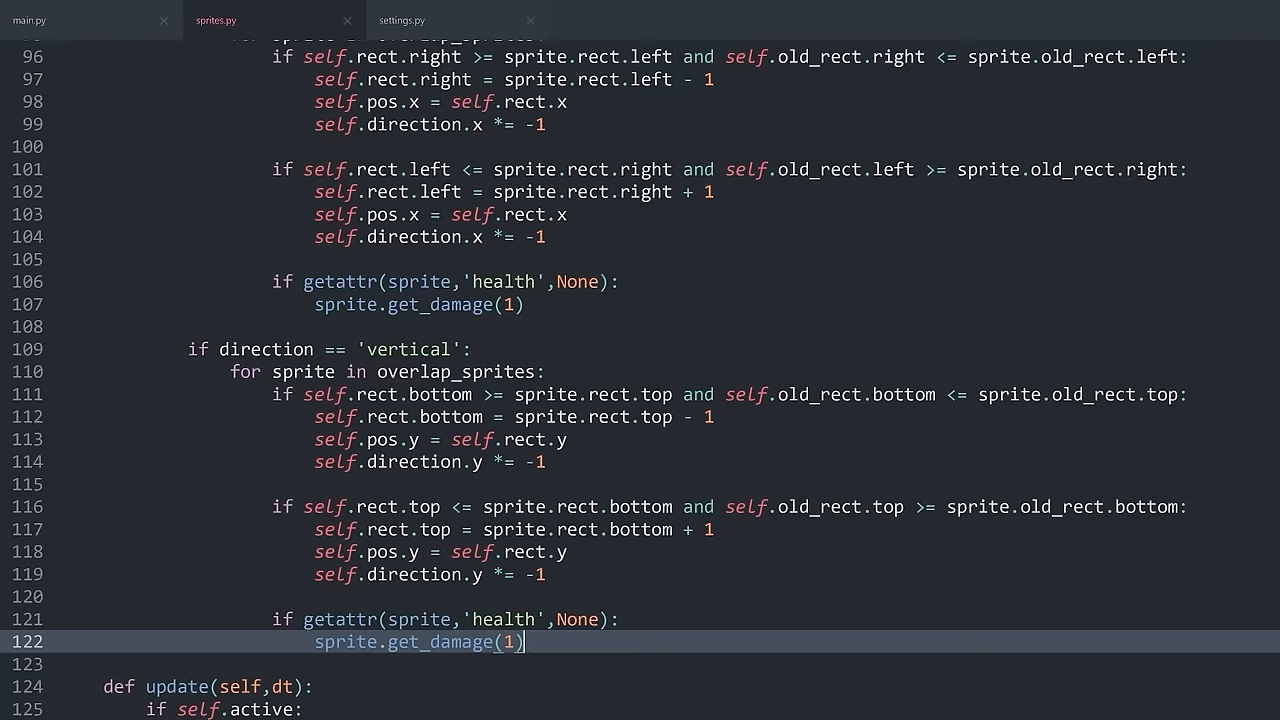 main.py
sprites.py
settings.py
96 if self.rect.right >= sprite.rect.left and self.old_rect.right <= sprite.old_rect.left:
97 self.rect.right = sprite.rect.left - 1
98 self.pos.x = self.rect.x
99 self.direction.x *= -1
100
101 if self.rect.left <= sprite.rect.right and self.old_rect.left >= sprite.old_rect.right:
102 self.rect.left = sprite.rect.right + 1
103 self.pos.x = self.rect.x
104 self.direction.x *= -1
105
106 if getattr(sprite,'health',None):
107 sprite.get_damage(1)
108
109 if direction == 'vertical':
110 for sprite in overlap_sprites:
111 if self.rect.bottom >= sprite.rect.top and self.old_rect.bottom <= sprite.old_rect.top:
112 self.rect.bottom = sprite.rect.top - 1
113 self.pos.y = self.rect.y
114 self.direction.y *= -1
115
116 if self.rect.top <= sprite.rect.bottom and self.old_rect.top >= sprite.old_rect.bottom:
117 self.rect.top = sprite.rect.bottom + 1
118 self.pos.y = self.rect.y
119 self.direction.y *= -1
120
121 if getattr(sprite,'health',None):
122 sprite.get_damage(1)
123
124 def update(self,dt):
125 if self.active: